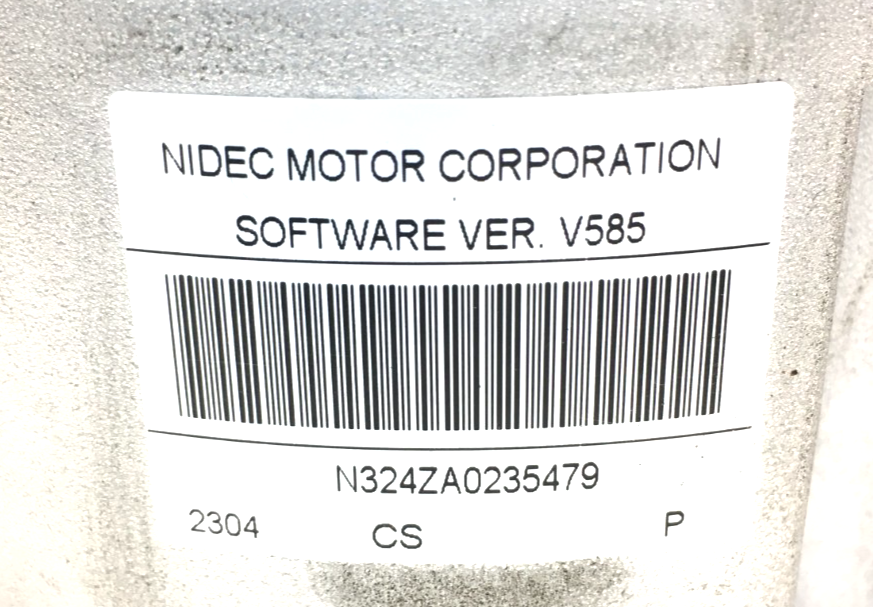 NIDEC MOTOR CORPORATION
SOFTWARE VER. V585
N324ZA0235479
2304 CS P